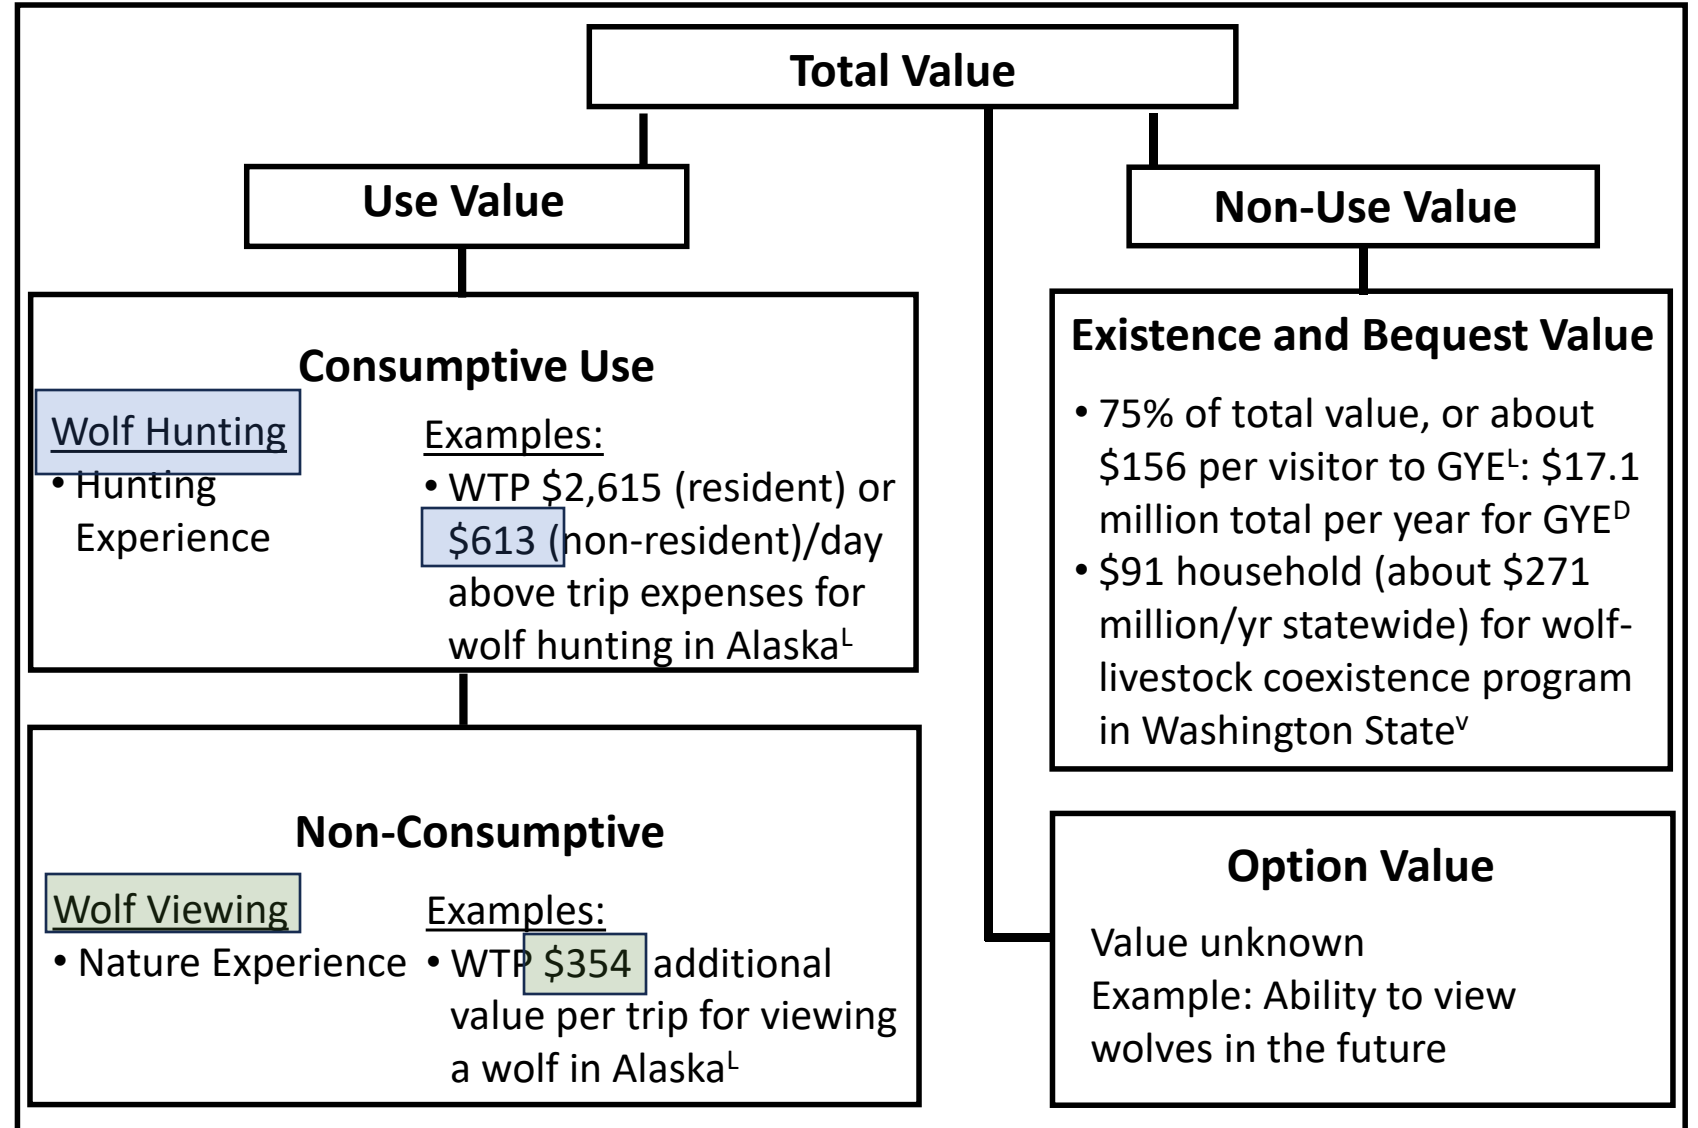 Total Value
Use Value
Non-Use Value
Consumptive Use
Wolf Hunting
• Hunting
Experience
Examples:
• WTP $2,615 (resident) or
$613 (non-resident)/day
above trip expenses for
wolf hunting in Alaskaᴸ
Non-Consumptive
Wolf Viewing
• Nature Experience
Examples:
• WTP $354 additional
value per trip for viewing
a wolf in Alaskaᴸ
Existence and Bequest Value
• 75% of total value, or about
$156 per visitor to GYEᴸ: $17.1
million total per year for GYEᴰ
• $91 household (about $271
million/yr statewide) for wolf-
livestock coexistence program
in Washington Stateᵛ
Option Value
Value unknown
Example: Ability to view
wolves in the future